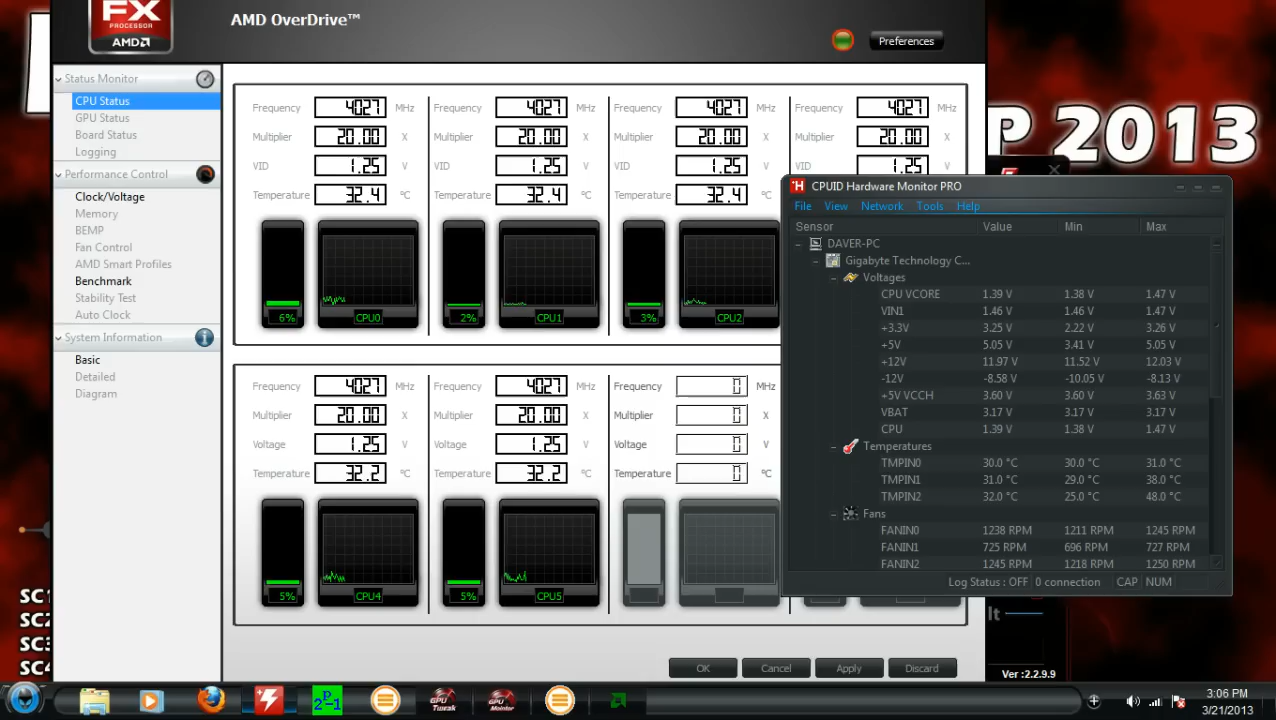 FX
PROCESSOR
AMD
AMD OverDrive™
Preferences
Status Monitor
CPU Status
GPU Status
Board Status
Logging
Performance Control
Clock/Voltage
Memory
BEMP
Fan Control
AMD Smart Profiles
Benchmark
Stability Test
Auto Clock
System Information
Basic
Detailed
Diagram
Frequency 4027 MHz Frequency 4027 MHz Frequency 4027 MHz Frequency 4027 MHz
Multiplier 20.00 X Multiplier 20.00 X Multiplier 20.00 X Multiplier 20.00 X
VID 1.25 V VID 1.25 V VID 1.25 V VID 1.25 V
Temperature 32.4 °C Temperature 32.4 °C Temperature 32.4 °C
6% CPU0 2% CPU1 3% CPU2
Frequency 4027 MHz Frequency 4027 MHz Frequency 0 MHz
Multiplier 20.00 X Multiplier 20.00 X Multiplier 0 X
Voltage 1.25 V Voltage 1.25 V Voltage 0 V
Temperature 32.2 °C Temperature 32.2 °C Temperature 0 °C
5% CPU4 5% CPU5
OK Cancel Apply Discard
P 2013
CPUID Hardware Monitor PRO
File View Network Tools Help
Sensor Value Min Max
DAVER-PC
Gigabyte Technology C...
Voltages
CPU VCORE 1.39 V 1.38 V 1.47 V
VIN1 1.46 V 1.46 V 1.47 V
+3.3V 3.25 V 2.22 V 3.26 V
+5V 5.05 V 3.41 V 5.05 V
+12V 11.97 V 11.52 V 12.03 V
-12V -8.58 V -10.05 V -8.13 V
+5V VCCH 3.60 V 3.60 V 3.63 V
VBAT 3.17 V 3.17 V 3.17 V
CPU 1.39 V 1.38 V 1.47 V
Temperatures
TMPIN0 30.0 °C 30.0 °C 31.0 °C
TMPIN1 31.0 °C 29.0 °C 38.0 °C
TMPIN2 32.0 °C 25.0 °C 48.0 °C
Fans
FANIN0 1238 RPM 1211 RPM 1245 RPM
FANIN1 725 RPM 696 RPM 727 RPM
FANIN2 1245 RPM 1218 RPM 1250 RPM
Log Status : OFF 0 connection CAP NUM
SC1
SC2
SC3
SC4
lt
Ver :2.2.9.9
P
2 -1
GPU Tweak
GPU Monitor
3:06 PM
3/21/2013